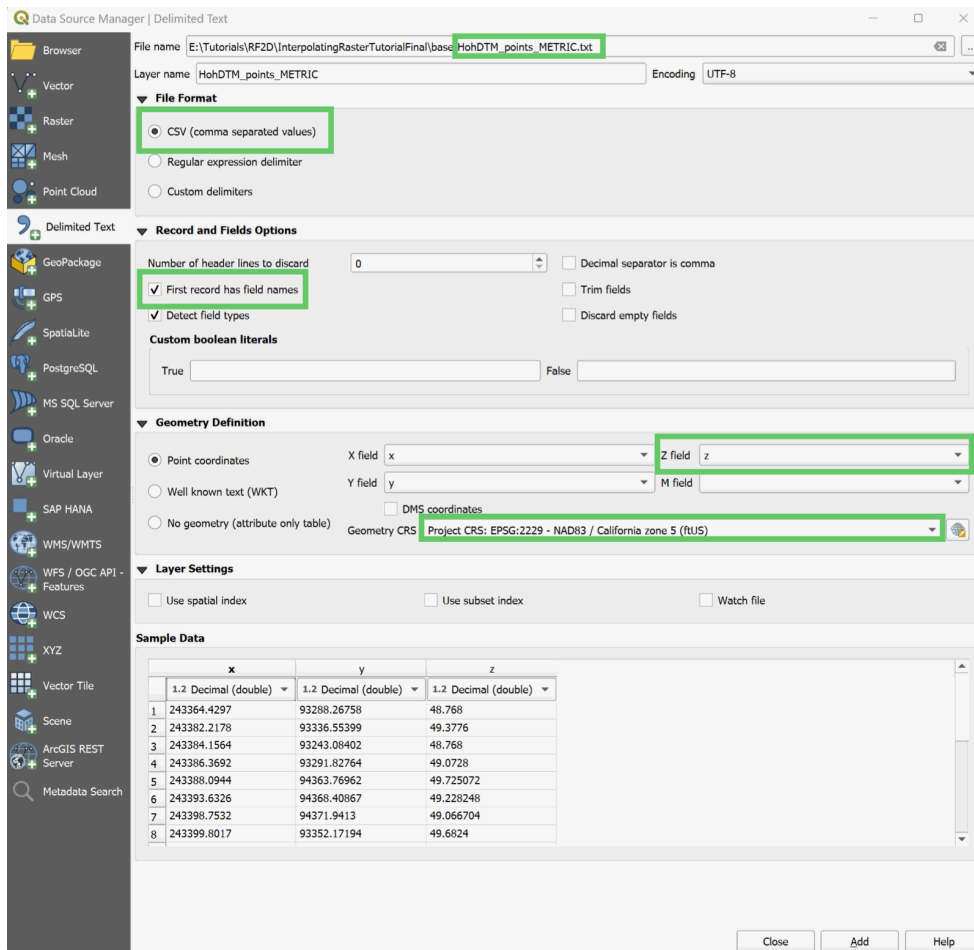 Data Source Manager | Delimited Text
Browser
Vector
Raster
Mesh
Point Cloud
Delimited Text
GeoPackage
GPS
SpatiaLite
PostgreSQL
MS SQL Server
Oracle
Virtual Layer
SAP HANA
WMS/WMTS
WFS / OGC API -
Features
WCS
XYZ
Vector Tile
Scene
ArcGIS REST
Server
Metadata Search
File name E:\Tutorials\RF2D\InterpolatingRasterTutorialFinal\base\HohDTM_points_METRIC.txt ...
Layer name HohDTM_points_METRIC Encoding UTF-8
File Format
CSV (comma separated values)
Regular expression delimiter
Custom delimiters
Record and Fields Options
Number of header lines to discard 0 Decimal separator is comma
First record has field names Trim fields
Detect field types Discard empty fields
Custom boolean literals
True False
Geometry Definition
Point coordinates X field x Z field z
Well known text (WKT) Y field y M field
DMS coordinates
No geometry (attribute only table) Geometry CRS Project CRS: EPSG:2229 - NAD83 / California zone 5 (ftUS)
Layer Settings
Use spatial index Use subset index Watch file
Sample Data
x y z
1.2 Decimal (double) 1.2 Decimal (double) 1.2 Decimal (double)
1 243364.4297 93288.26758 48.768
2 243382.2178 93336.55399 49.3776
3 243384.1564 93243.08402 48.768
4 243386.3692 93291.82764 49.0728
5 243388.0944 94363.76962 49.725072
6 243393.6326 94368.40867 49.228248
7 243398.7532 94371.9413 49.066704
8 243399.8017 93352.17194 49.6824
Close Add Help